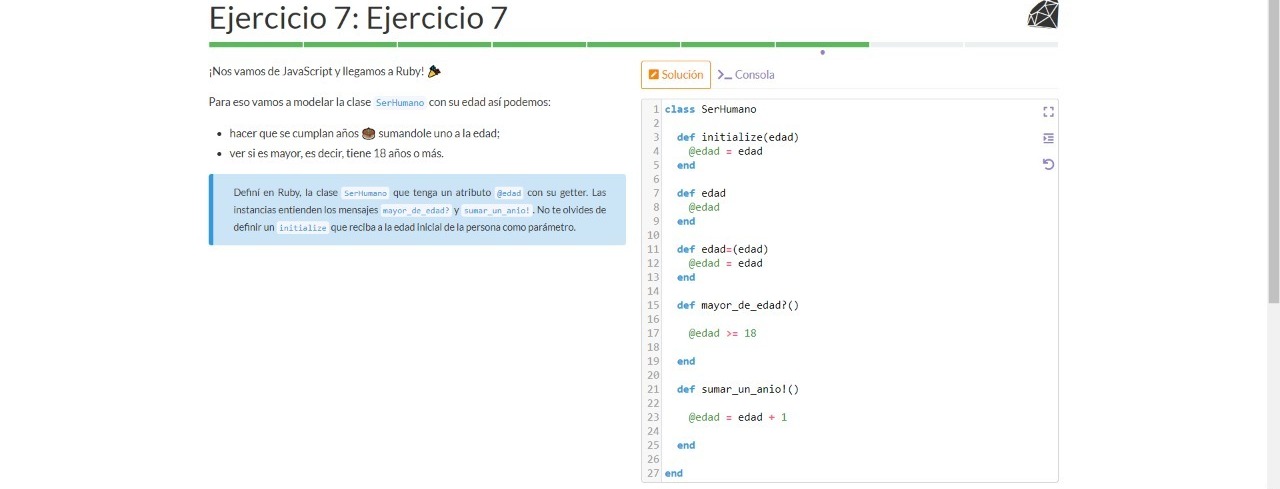 Ejercicio 7: Ejercicio 7
¡Nos vamos de JavaScript y llegamos a Ruby!
Para eso vamos a modelar la clase SerHumano con su edad así podemos:
• hacer que se cumplan años sumandole uno a la edad;
• ver si es mayor, es decir, tiene 18 años o más.
Definí en Ruby, la clase SerHumano que tenga un atributo @edad con su getter. Las
instancias entienden los mensajes mayor_de_edad? y sumar_un_anio!. No te olvides de
definir un initialize que reciba a la edad inicial de la persona como parámetro.
Solución
>_ Consola
1 class SerHumano
2
3 def initialize(edad)
4 @edad = edad
5 end
6
7 def edad
8 @edad
9 end
10
11 def edad=(edad)
12 @edad = edad
13 end
14
15 def mayor_de_edad?()
16
17 @edad >= 18
18
19 end
20
21 def sumar_un_anio!()
22
23 @edad = edad + 1
24
25 end
26
27 end